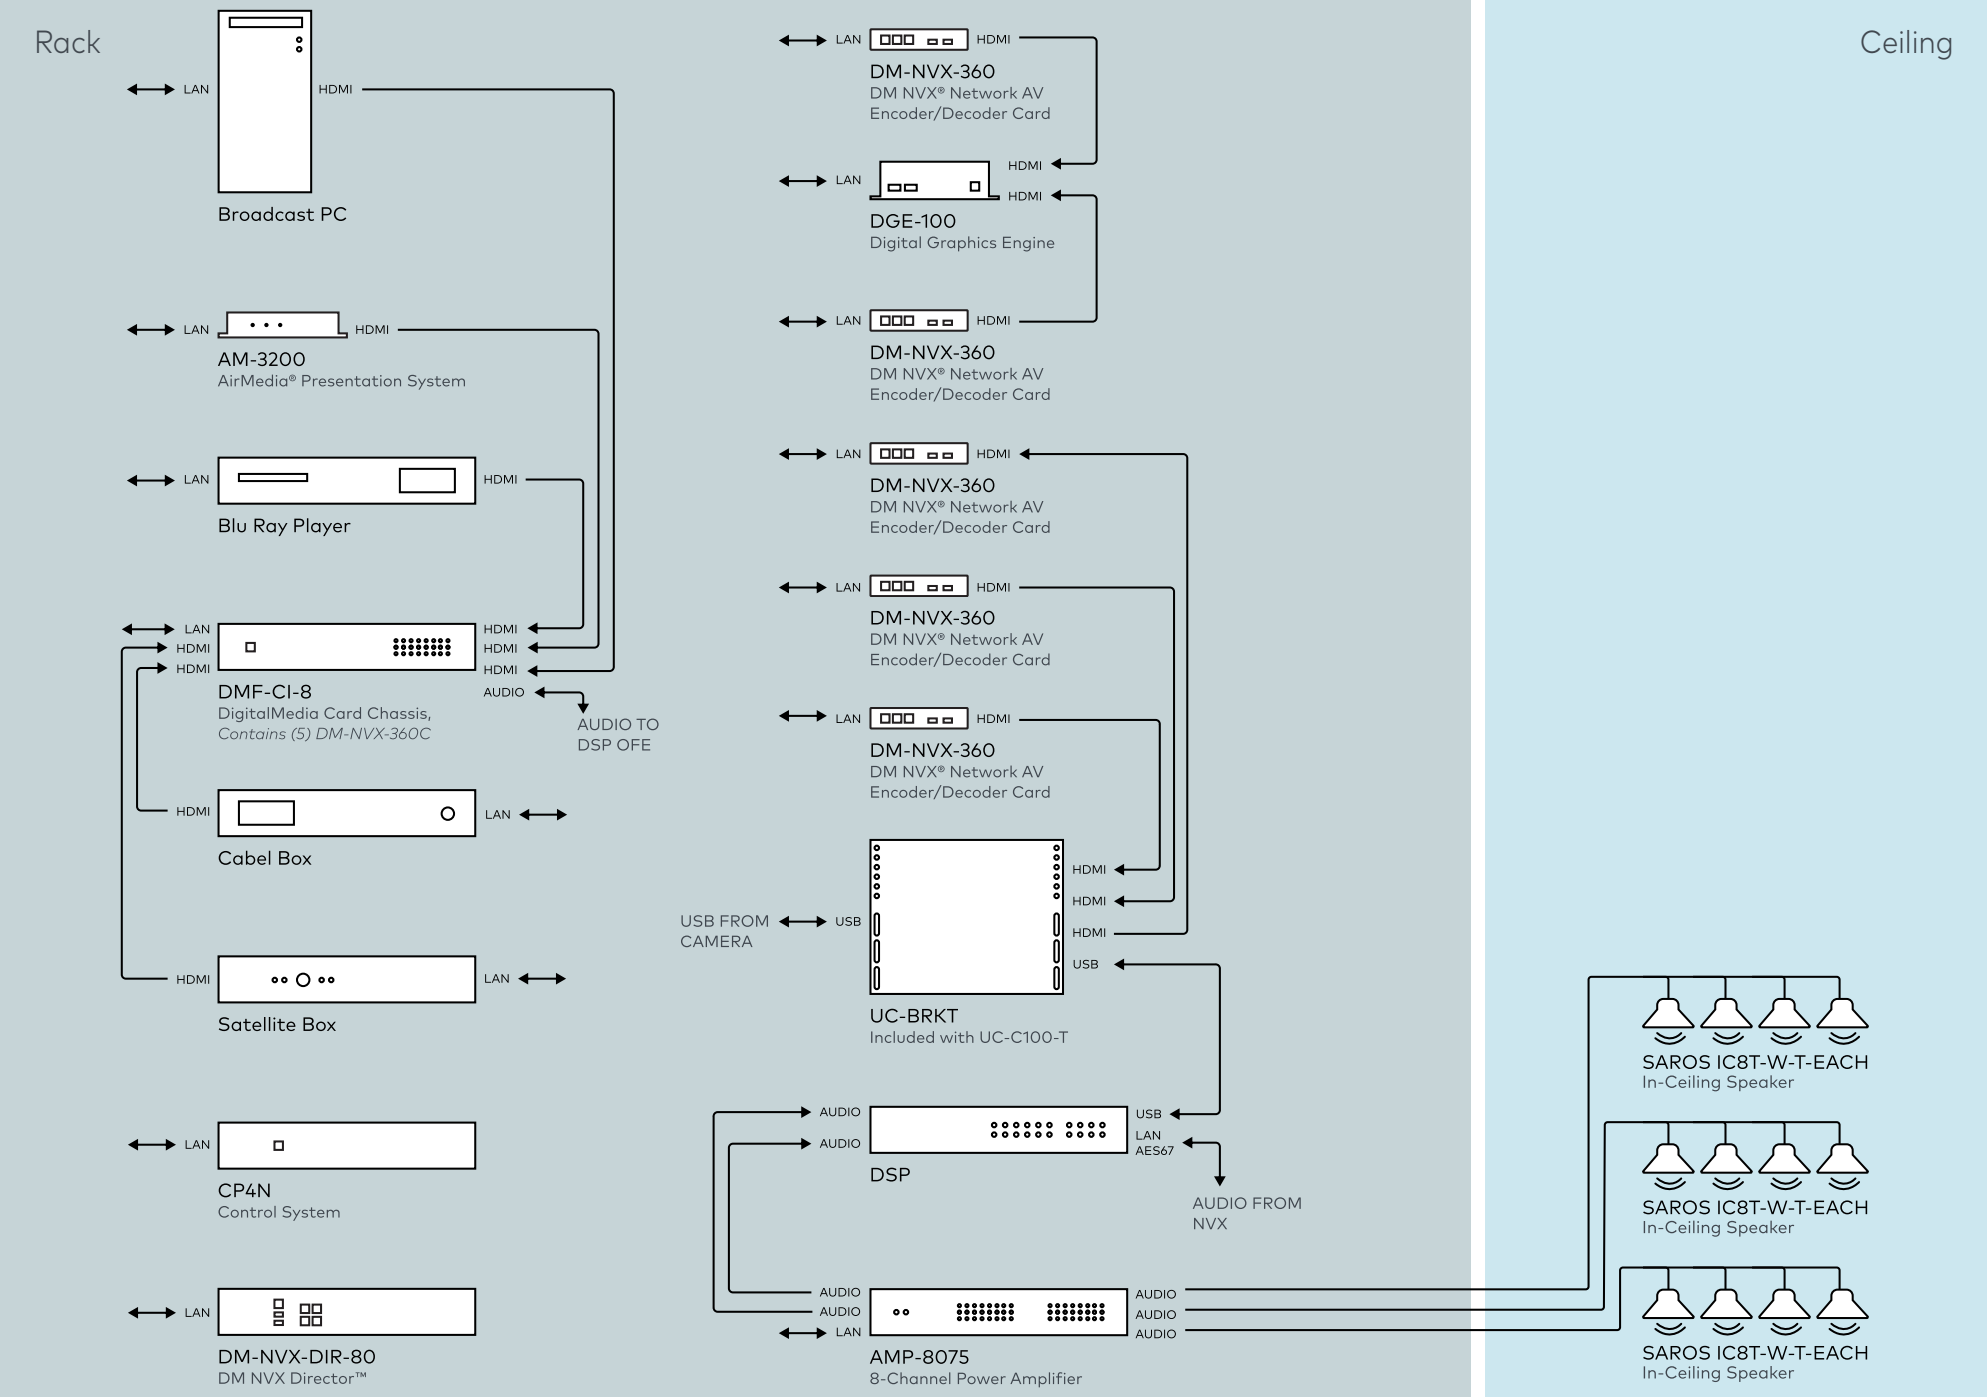 Rack
LAN
HDMI
Broadcast PC
LAN
HDMI
AM-3200
AirMedia® Presentation System
LAN
HDMI
Blu Ray Player
LAN
HDMI
HDMI
HDMI
HDMI
HDMI
AUDIO
DMF-CI-8
DigitalMedia Card Chassis,
Contains (5) DM-NVX-360C
AUDIO TO
DSP OFE
HDMI
LAN
Cabel Box
HDMI
LAN
Satellite Box
LAN
CP4N
Control System
LAN
DM-NVX-DIR-80
DM NVX Director™
LAN
HDMI
DM-NVX-360
DM NVX® Network AV
Encoder/Decoder Card
LAN
HDMI
HDMI
DGE-100
Digital Graphics Engine
LAN
HDMI
DM-NVX-360
DM NVX® Network AV
Encoder/Decoder Card
LAN
HDMI
DM-NVX-360
DM NVX® Network AV
Encoder/Decoder Card
LAN
HDMI
DM-NVX-360
DM NVX® Network AV
Encoder/Decoder Card
LAN
HDMI
DM-NVX-360
DM NVX® Network AV
Encoder/Decoder Card
USB FROM
CAMERA
USB
HDMI
HDMI
HDMI
USB
UC-BRKT
Included with UC-C100-T
AUDIO
AUDIO
USB
LAN
AES67
DSP
AUDIO FROM
NVX
AUDIO
AUDIO
LAN
AUDIO
AUDIO
AUDIO
AMP-8075
8-Channel Power Amplifier
Ceiling
SAROS IC8T-W-T-EACH
In-Ceiling Speaker
SAROS IC8T-W-T-EACH
In-Ceiling Speaker
SAROS IC8T-W-T-EACH
In-Ceiling Speaker